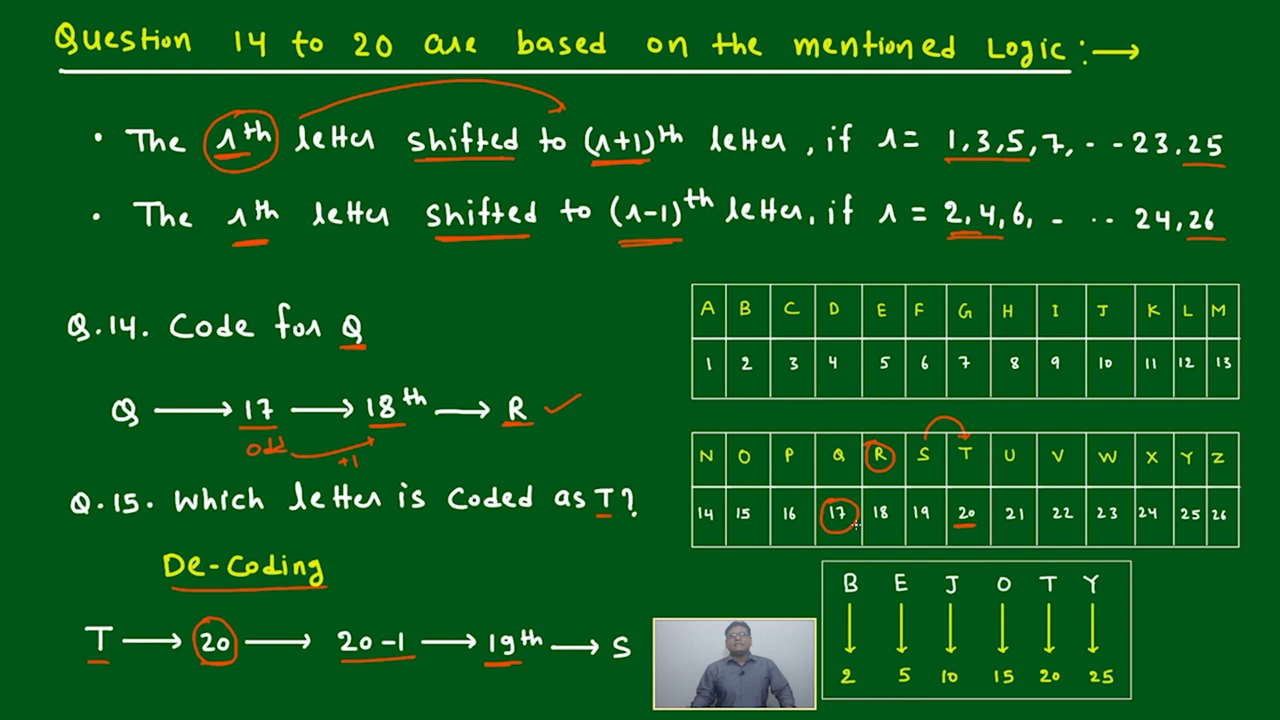 Question 14 to 20 are based on the mentioned Logic:→
• The rth letter shifted to (r+1)th letter, if r = 1,3,5,7,- - 23.25
• The rth letter shifted to (r-1)th letter, if r = 2,4,6, - .. 24,26
Q.14. Code for Q
Q → 17 → 18th → R ✓
odd +1
Q.15. Which letter is Coded as T?
De-Coding
T → 20 → 20-1 → 19th → S
A B C D E F G H I J K L M
1 2 3 4 5 6 7 8 9 10 11 12 13
N O P Q R S T U V W X Y Z
14 15 16 17 18 19 20 21 22 23 24 25 26
B E J O T Y
↓ ↓ ↓ ↓ ↓ ↓
2 5 10 15 20 25